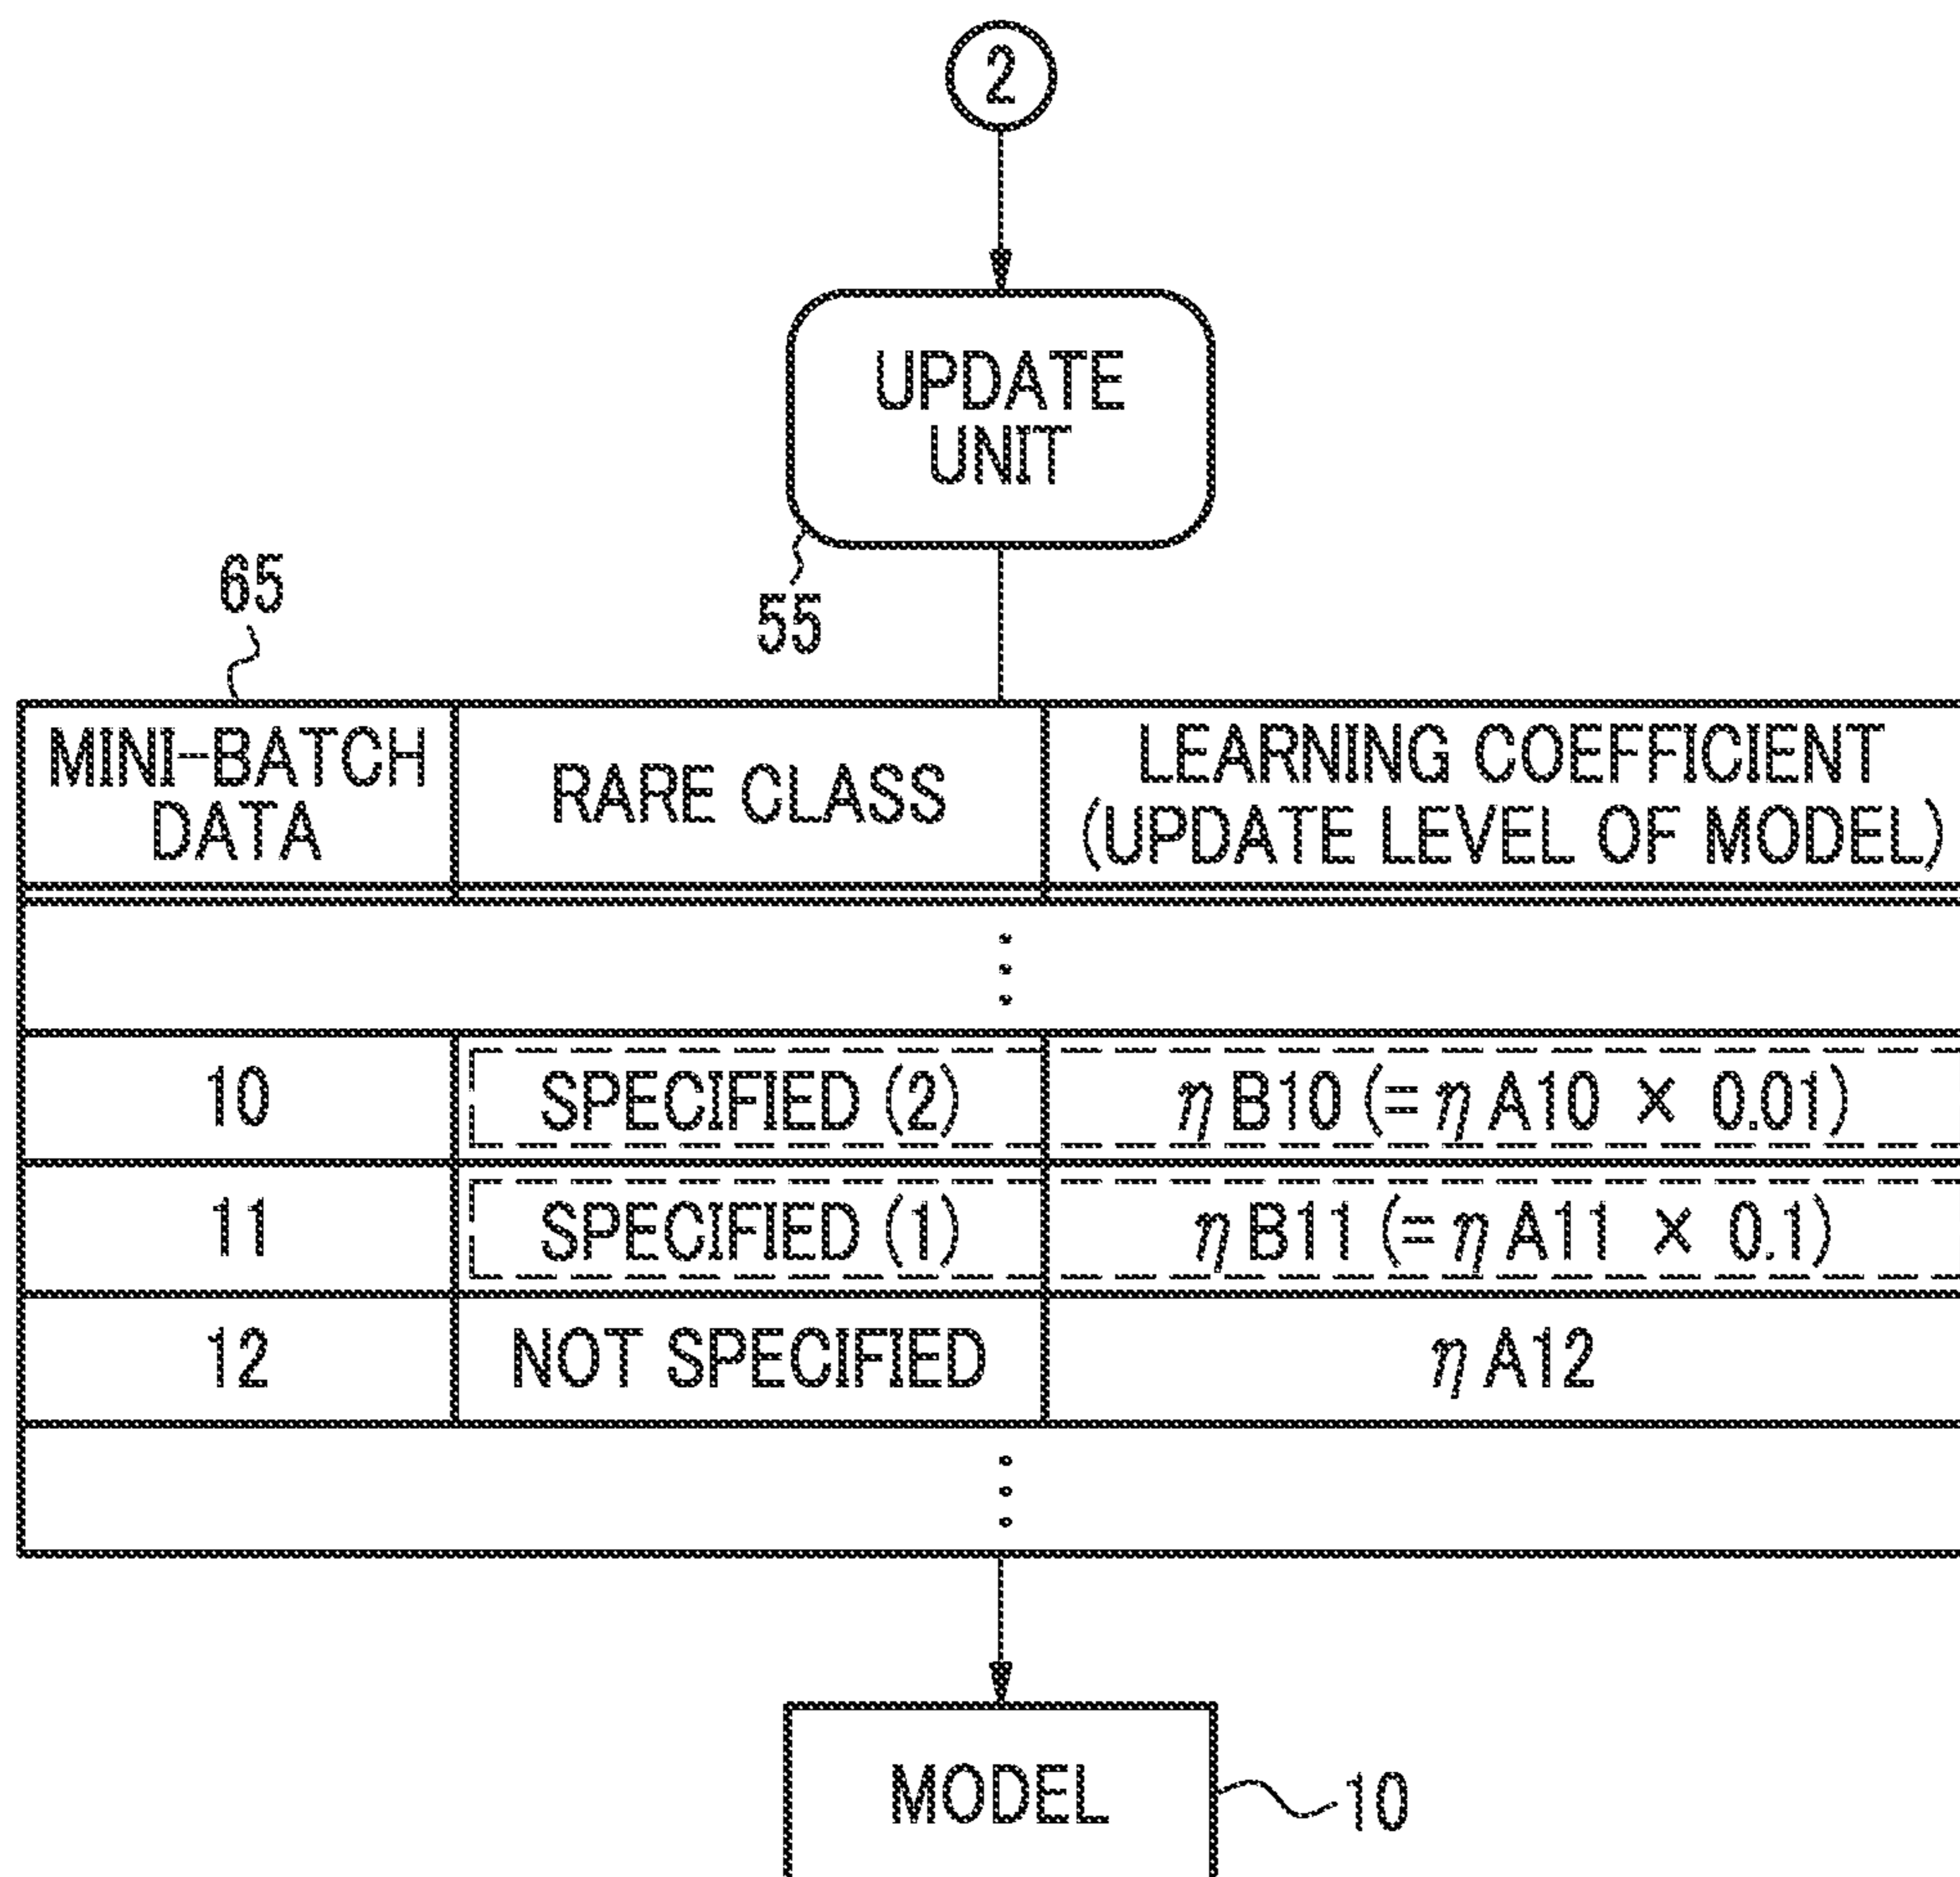 2
UPDATE
UNIT
55
65
MINI-BATCH
DATA
RARE CLASS
LEARNING COEFFICIENT
(UPDATE LEVEL OF MODEL)
10
SPECIFIED (2)
ηB10 (= ηA10 × 0.01)
11
SPECIFIED (1)
ηB11 (= ηA11 × 0.1)
12
NOT SPECIFIED
ηA12
MODEL
10